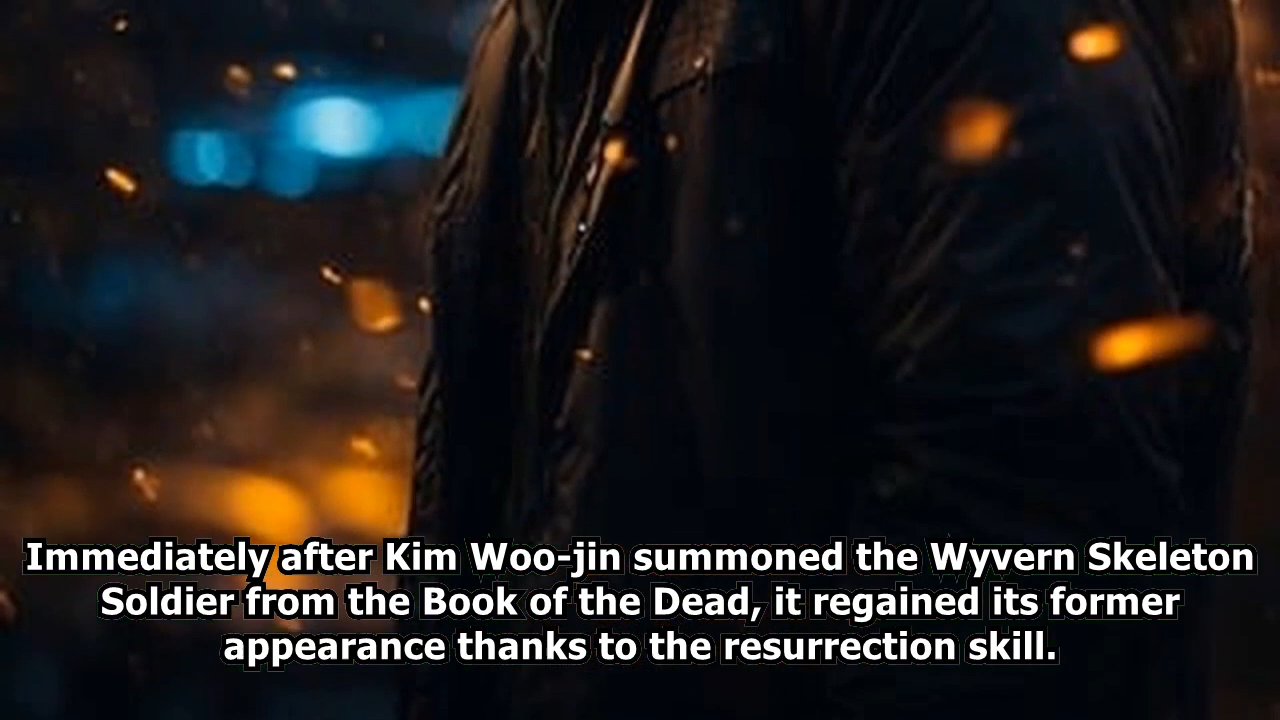 Immediately after Kim Woo-jin summoned the Wyvern Skeleton
Soldier from the Book of the Dead, it regained its former
appearance thanks to the resurrection skill.